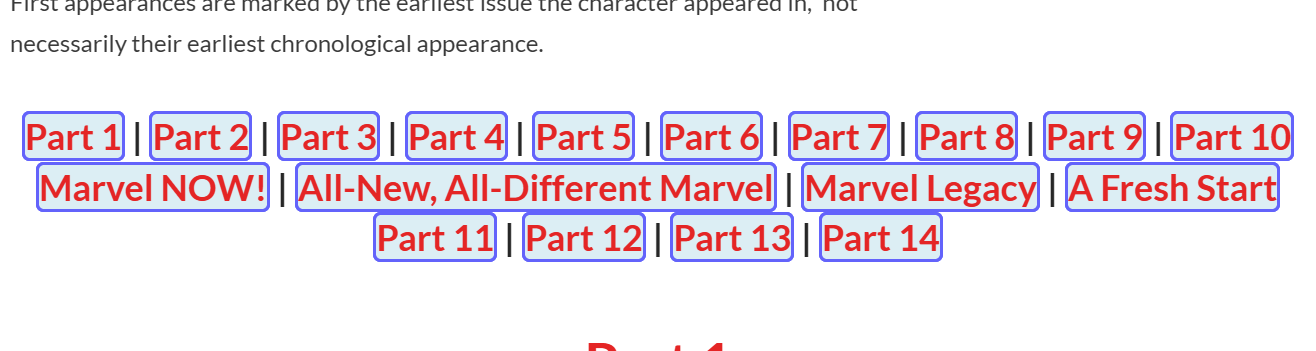 First appearances are marked by the earliest issue the character appeared in, not
necessarily their earliest chronological appearance.
Part 1 | Part 2 | Part 3 | Part 4 | Part 5 | Part 6 | Part 7 | Part 8 | Part 9 | Part 10
Marvel NOW! | All-New, All-Different Marvel | Marvel Legacy | A Fresh Start
Part 11 | Part 12 | Part 13 | Part 14
Part 1